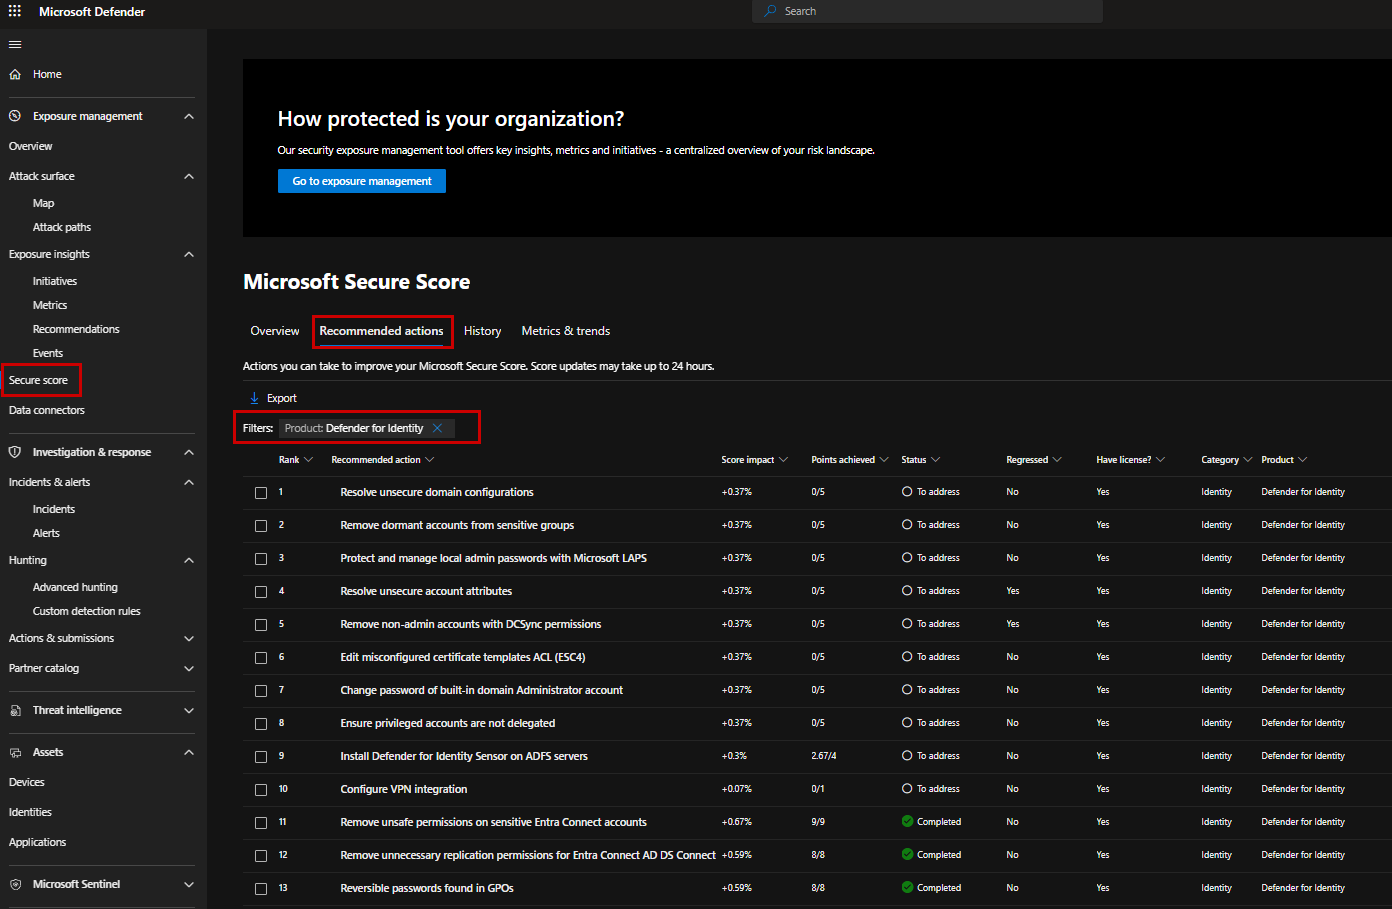 Microsoft Defender
Search
Home
Exposure management
Overview
Attack surface
Map
Attack paths
Exposure insights
Initiatives
Metrics
Recommendations
Events
Secure score
Data connectors
Investigation & response
Incidents & alerts
Incidents
Alerts
Hunting
Advanced hunting
Custom detection rules
Actions & submissions
Partner catalog
Threat intelligence
Assets
Devices
Identities
Applications
Microsoft Sentinel
How protected is your organization?
Our security exposure management tool offers key insights, metrics and initiatives - a centralized overview of your risk landscape.
Go to exposure management
Microsoft Secure Score
Overview Recommended actions History Metrics & trends
Actions you can take to improve your Microsoft Secure Score. Score updates may take up to 24 hours.
Export
Filters: Product: Defender for Identity
Rank Recommended action Score impact Points achieved Status Regressed Have license? Category Product
1 Resolve unsecure domain configurations +0.37% 0/5 To address No Yes Identity Defender for Identity
2 Remove dormant accounts from sensitive groups +0.37% 0/5 To address No Yes Identity Defender for Identity
3 Protect and manage local admin passwords with Microsoft LAPS +0.37% 0/5 To address No Yes Identity Defender for Identity
4 Resolve unsecure account attributes +0.37% 0/5 To address Yes Yes Identity Defender for Identity
5 Remove non-admin accounts with DCSync permissions +0.37% 0/5 To address Yes Yes Identity Defender for Identity
6 Edit misconfigured certificate templates ACL (ESC4) +0.37% 0/5 To address No Yes Identity Defender for Identity
7 Change password of built-in domain Administrator account +0.37% 0/5 To address No Yes Identity Defender for Identity
8 Ensure privileged accounts are not delegated +0.37% 0/5 To address No Yes Identity Defender for Identity
9 Install Defender for Identity Sensor on ADFS servers +0.3% 2.67/4 To address No Yes Identity Defender for Identity
10 Configure VPN integration +0.07% 0/1 To address No Yes Identity Defender for Identity
11 Remove unsafe permissions on sensitive Entra Connect accounts +0.67% 9/9 Completed No Yes Identity Defender for Identity
12 Remove unnecessary replication permissions for Entra Connect AD DS Connect +0.59% 8/8 Completed No Yes Identity Defender for Identity
13 Reversible passwords found in GPOs +0.59% 8/8 Completed No Yes Identity Defender for Identity